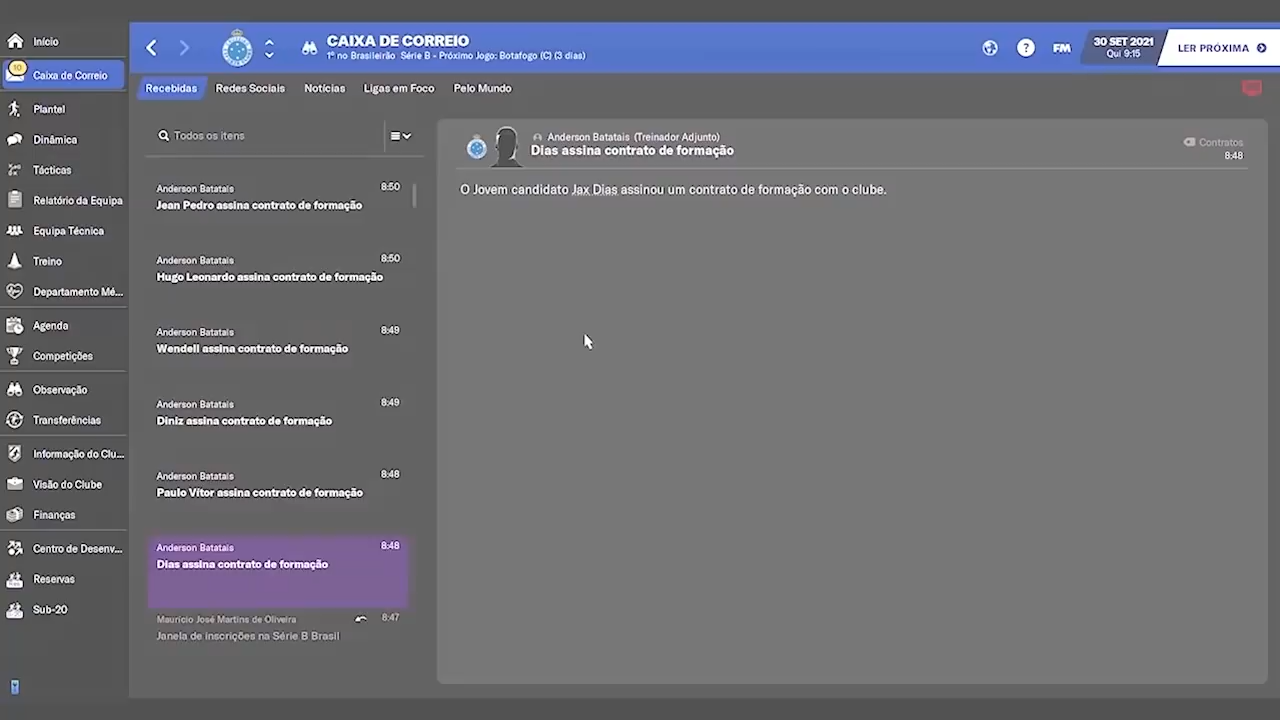 Início
10
Caixa de Correio
Plantel
Dinâmica
Tácticas
Relatório da Equipa
Equipa Técnica
Treino
Departamento Mé...
Agenda
Competições
Observação
Transferências
Informação do Clu...
Visão do Clube
Finanças
Centro de Desenv...
Reservas
Sub-20
CAIXA DE CORREIO
1º no Brasileirão Série B - Próximo Jogo: Botafogo (C) (3 dias)
?
FM
30 SET 2021
Qui 9:15
LER PRÓXIMA
Recebidas Redes Sociais Notícias Ligas em Foco Pelo Mundo
Todos os itens
Anderson Batatais 8:50
Jean Pedro assina contrato de formação
Anderson Batatais 8:50
Hugo Leonardo assina contrato de formação
Anderson Batatais 8:49
Wendell assina contrato de formação
Anderson Batatais 8:49
Diniz assina contrato de formação
Anderson Batatais 8:48
Paulo Vítor assina contrato de formação
Anderson Batatais 8:48
Dias assina contrato de formação
Maurício José Martins de Oliveira 8:47
Janela de inscrições na Série B Brasil
Anderson Batatais (Treinador Adjunto)
Dias assina contrato de formação
Contratos
8:48
O Jovem candidato Jax Dias assinou um contrato de formação com o clube.